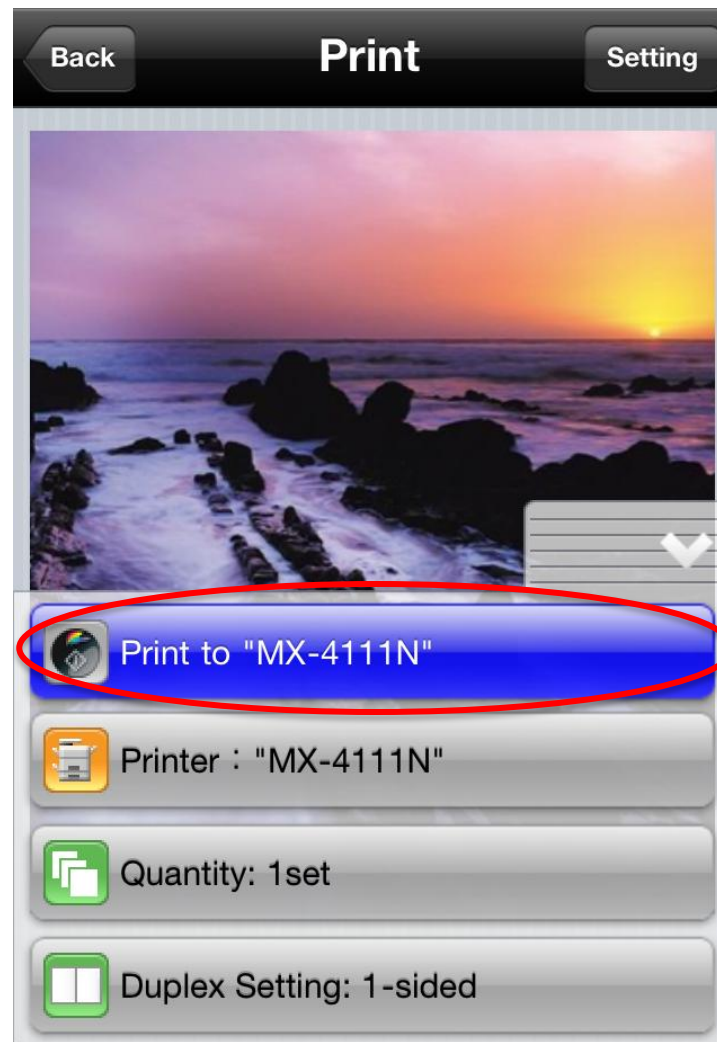 Back
Print
Setting
Print to "MX-4111N"
Printer : "MX-4111N"
Quantity: 1set
Duplex Setting: 1-sided